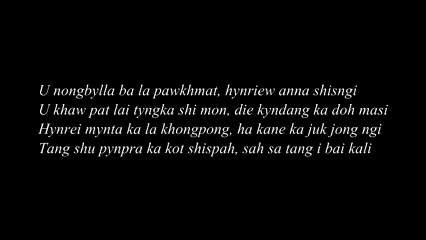 U nongbylla ba la pawkhmat, hynriew anna shisngi
U khaw pat lai tyngka shi mon, die kyndang ka doh masi
Hynrei mynta ka la khongpong, ha kane ka juk jong ngi
Tang shu pynpra ka kot shispah, sah sa tang i bai kali